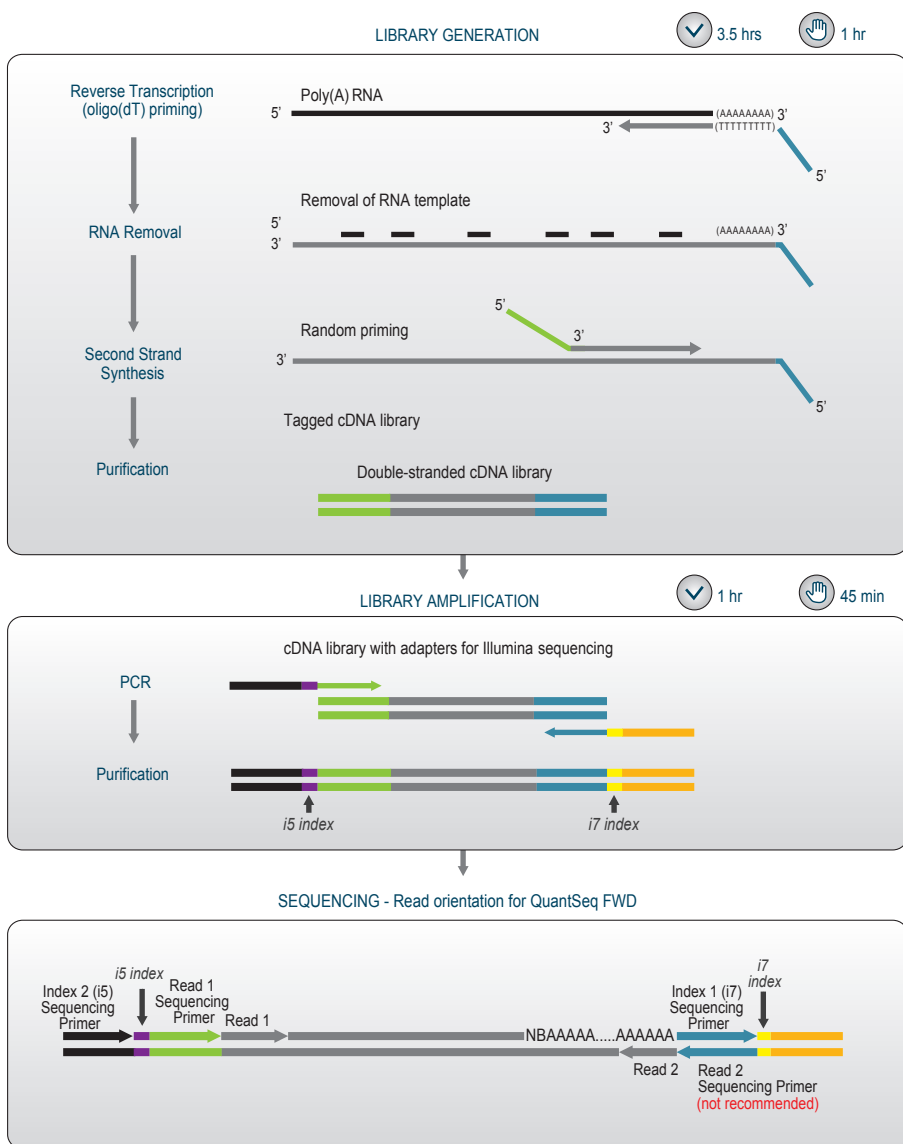 LIBRARY GENERATION
3.5 hrs
1 hr
Reverse Transcription
(oligo(dT) priming)
Poly(A) RNA
5’
(AAAAAAAA)
3’
3’
(TTTTTTTTT)
5’
Removal of RNA template
5’
RNA Removal
3’
(AAAAAAAA)
3’
5’
Random priming
3’
Second Strand
Synthesis
3’
5’
Tagged cDNA library
Purification
Double-stranded cDNA library
LIBRARY AMPLIFICATION
1 hr
45 min
cDNA library with adapters for Illumina sequencing
PCR
Purification
i5 index
i7 index
SEQUENCING - Read orientation for QuantSeq FWD
i5 index
i7
index
Index 2 (i5)
Sequencing
Primer
Read 1
Sequencing
Primer
Read 1
Index 1 (i7)
Sequencing
Primer
NBAAAAA.....AAAAAA
Read 2
Read 2
Sequencing Primer
(not recommended)